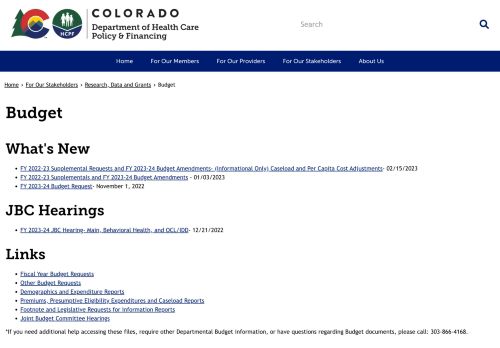 COLORADO
Department of Health Care
Policy & Financing
HCPF
Search
Home For Our Members For Our Providers For Our Stakeholders About Us
Home › For Our Stakeholders › Research, Data and Grants › Budget
Budget
What's New
• FY 2022-23 Supplemental Requests and FY 2023-24 Budget Amendments- (Informational Only) Caseload and Per Capita Cost Adjustments- 02/15/2023
• FY 2022-23 Supplementals and FY 2023-24 Budget Amendments - 01/03/2023
• FY 2023-24 Budget Request- November 1, 2022
JBC Hearings
• FY 2023-24 JBC Hearing- Main, Behavioral Health, and OCL/IDD- 12/21/2022
Links
• Fiscal Year Budget Requests
• Other Budget Requests
• Demographics and Expenditure Reports
• Premiums, Presumptive Eligibility Expenditures and Caseload Reports
• Footnote and Legislative Requests for Information Reports
• Joint Budget Committee Hearings
*If you need additional help accessing these files, require other Departmental Budget information, or have questions regarding Budget documents, please call: 303-866-4168.